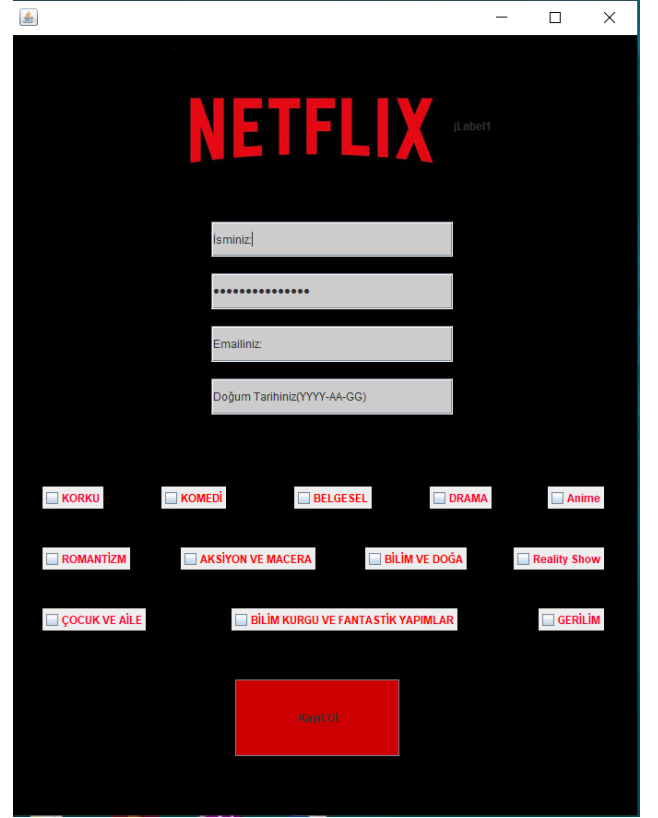 NETFLIX
jLabel1
İsminiz:
Emailiniz:
Doğum Tarihiniz(YYYY-AA-GG)
KORKU KOMEDİ BELGESEL DRAMA Anime
ROMANTİZM AKSİYON VE MACERA BİLİM VE DOĞA Reality Show
ÇOCUK VE AİLE BİLİM KURGU VE FANTASTİK YAPIMLAR GERİLİM
Kayıt Ol